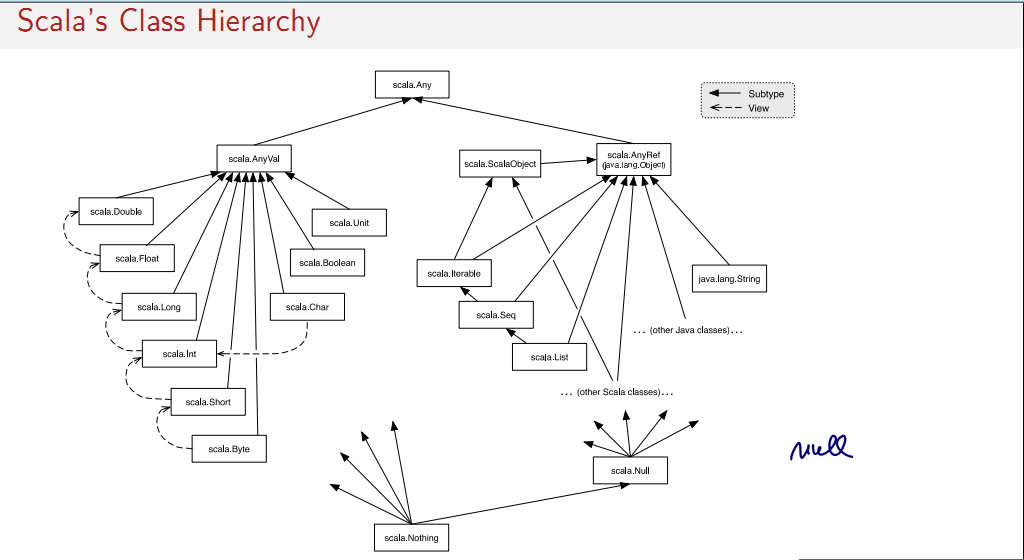 Scala's Class Hierarchy
scala.Any
Subtype
View
scala.AnyVal
scala.ScalaObject
scala.AnyRef
(java.lang.Object)
scala.Double
scala.Unit
scala.Float
scala.Boolean
scala.Iterable
java.lang.String
scala.Long
scala.Char
scala.Seq
... (other Java classes)...
scala.Int
scala.List
... (other Scala classes)...
scala.Short
scala.Byte
null
scala.Null
scala.Nothing